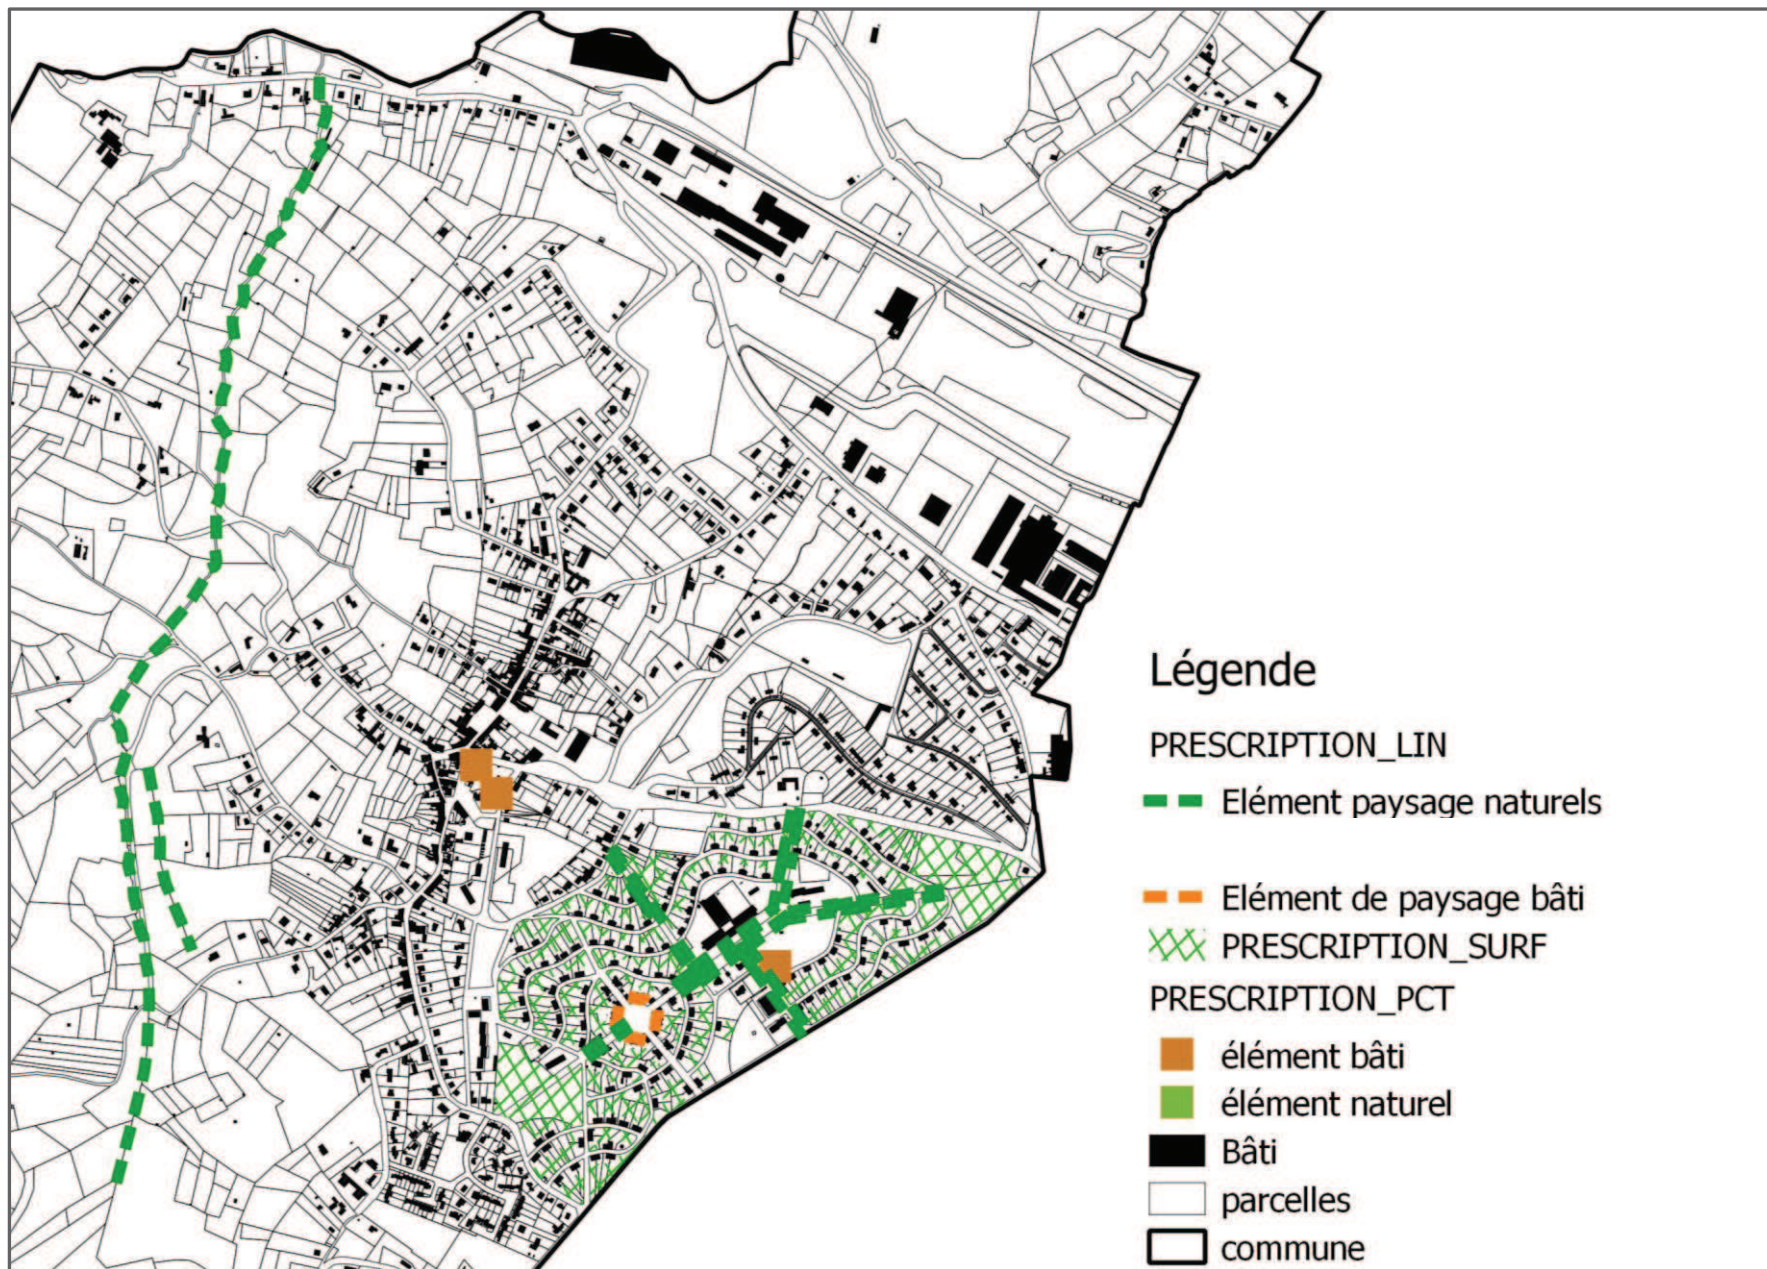 Légende
PRESCRIPTION_LIN
Elément paysage naturels
Elément de paysage bâti
PRESCRIPTION_SURF
PRESCRIPTION_PCT
élément bâti
élément naturel
Bâti
parcelles
commune